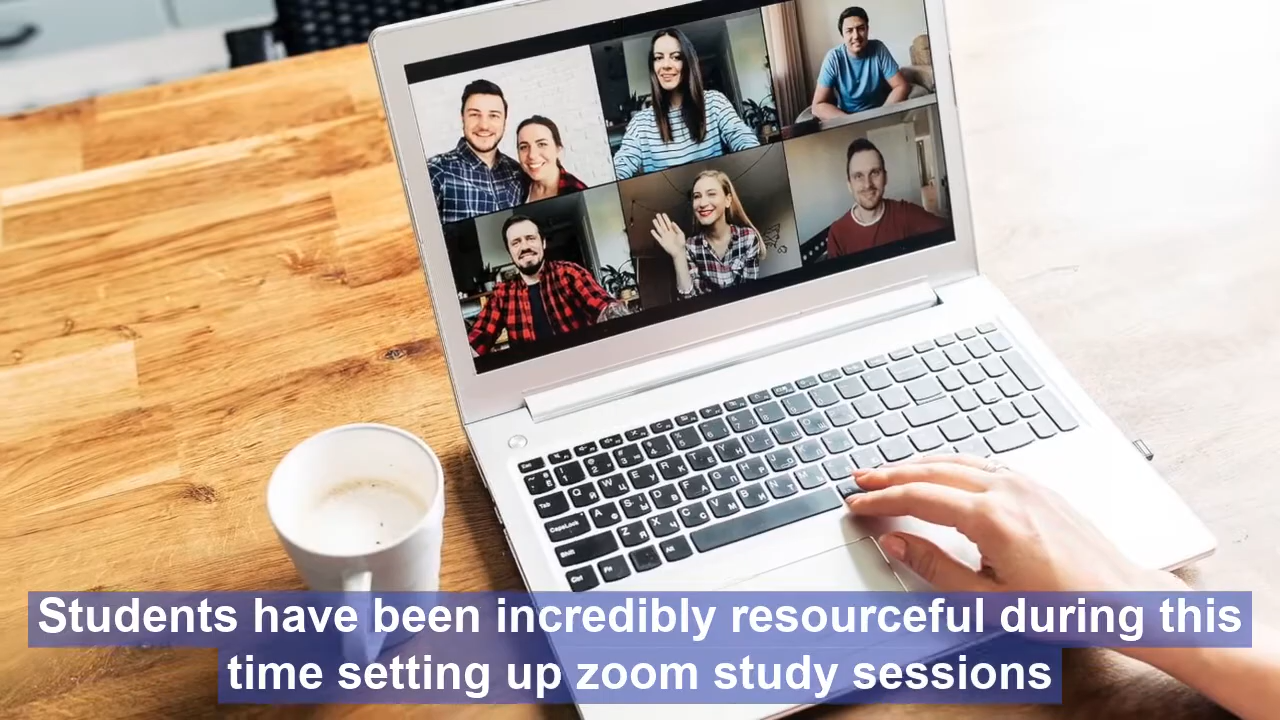 Students have been incredibly resourceful during this
time setting up zoom study sessions